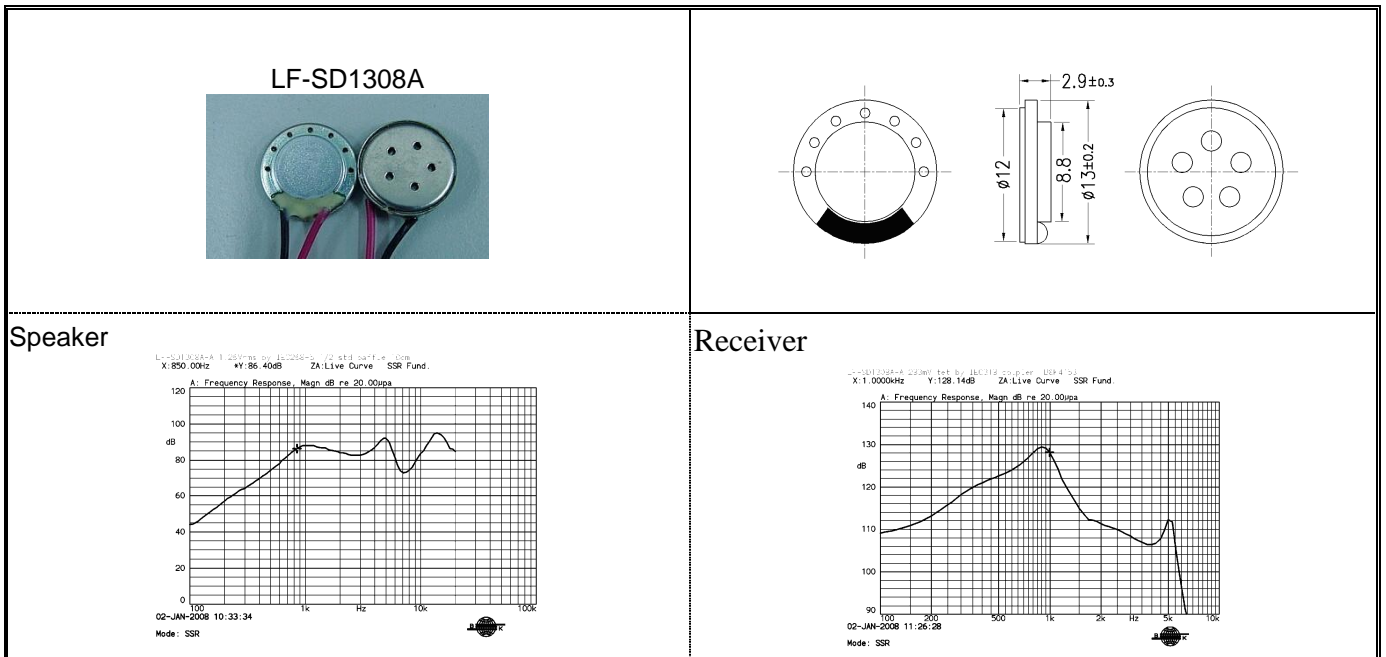 LF-SD1308A
2.9±0.3
ø12
8.8
ø13±0.2
Speaker
X:850.00Hz *Y:86.40dB ZA:Live Curve SSR Fund.
A: Frequency Response, Magn dB re 20.00µpa
120
100
dB
80
60
40
20
0
100 1k Hz 10k 100k
02-JAN-2008 10:33:34
Mode: SSR
Receiver
X:1.0000kHz Y:128.14dB ZA:Live Curve SSR Fund.
A: Frequency Response, Magn dB re 20.00µpa
140
130
dB
120
110
100
90
100 200 500 1k 2k Hz 5k 10k
02-JAN-2008 11:26:28
Mode: SSR